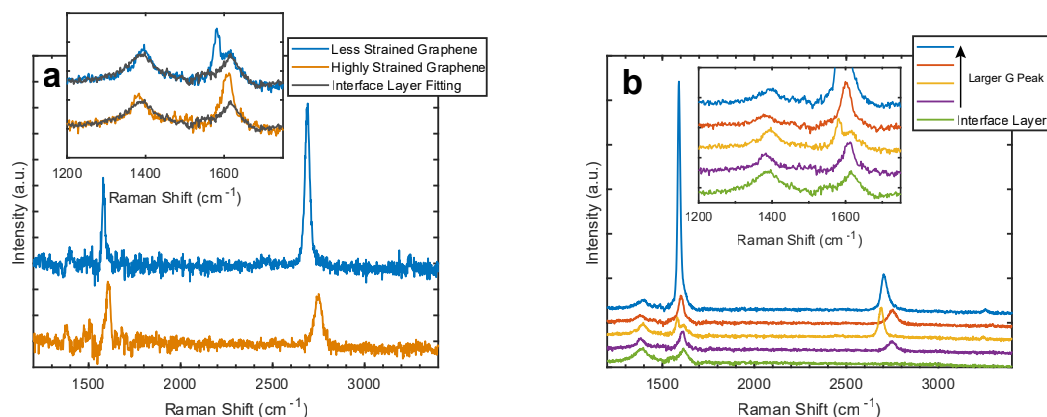 a
Less Strained Graphene
Highly Strained Graphene
Interface Layer Fitting
1200 1400 1600
Raman Shift (cm-1)
Intensity (a.u.)
1500 2000 2500 3000
Raman Shift (cm-1)
b
Larger G Peak
Interface Layer
1200 1400 1600
Raman Shift (cm-1)
Intensity (a.u.)
1500 2000 2500 3000
Raman Shift (cm-1)